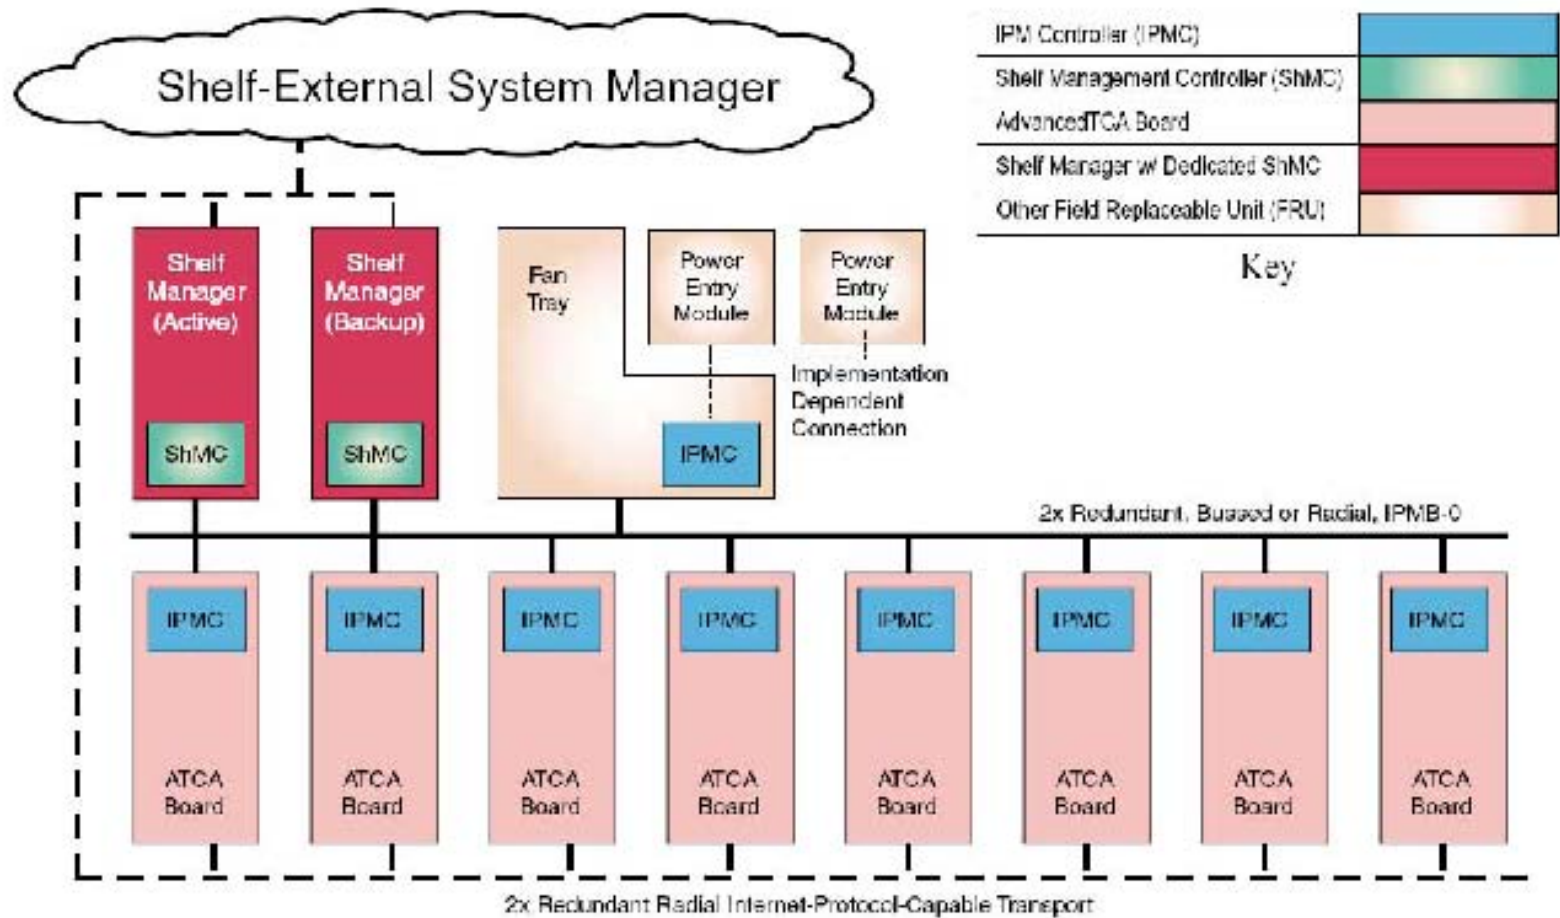 Shelf-External System Manager
IPM Controller (IPMC)
Shelf Management Controller (ShMC)
AdvancedTCA Board
Shelf Manager w/ Dedicated ShMC
Other Field Replaceable Unit (FRU)
Key
Shelf
Manager
(Active)
ShMC
Shelf
Manager
(Backup)
ShMC
Fan
Tray
Power
Entry
Module
IPMC
Power
Entry
Module
Implementation
Dependent
Connection
2x Redundant, Bussed or Radial, IPMB-0
IPMC
ATCA
Board
IPMC
ATCA
Board
IPMC
ATCA
Board
IPMC
ATCA
Board
IPMC
ATCA
Board
IPMC
ATCA
Board
IPMC
ATCA
Board
IPMC
ATCA
Board
2x Redundant Radial Internet-Protocol-Capable Transport